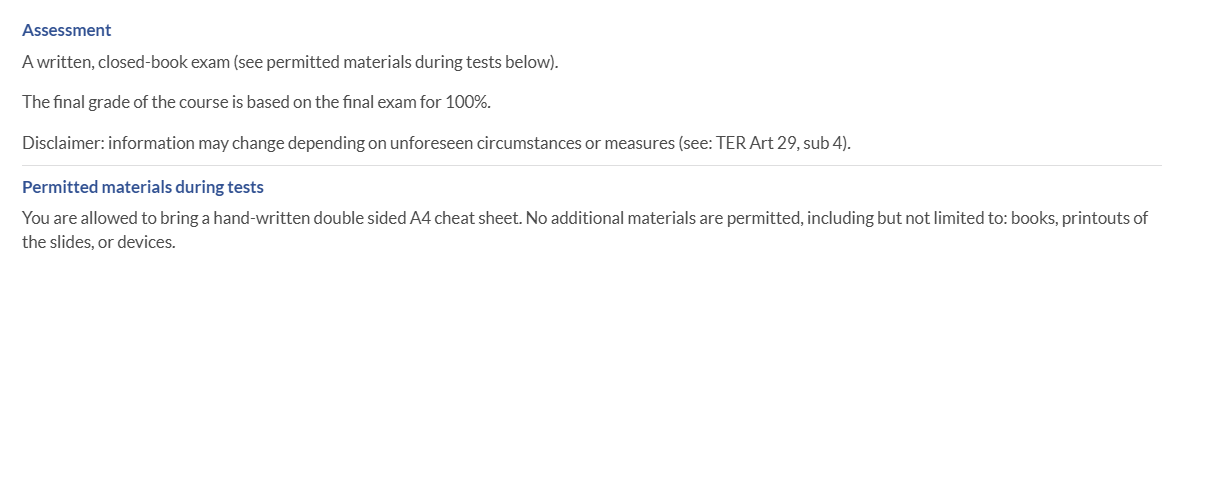 Assessment
A written, closed-book exam (see permitted materials during tests below).
The final grade of the course is based on the final exam for 100%.
Disclaimer: information may change depending on unforeseen circumstances or measures (see: TER Art 29, sub 4).
Permitted materials during tests
You are allowed to bring a hand-written double sided A4 cheat sheet. No additional materials are permitted, including but not limited to: books, printouts of
the slides, or devices.